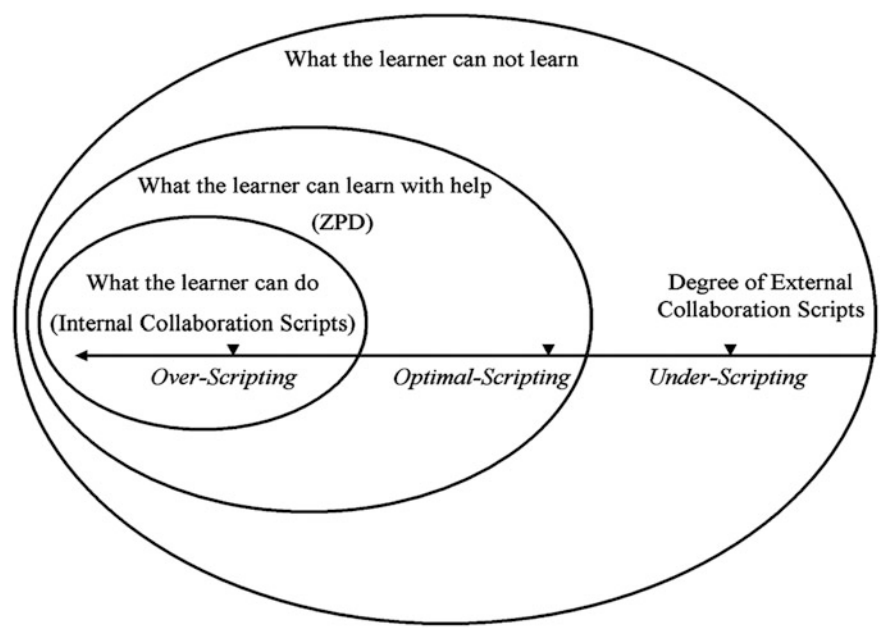 What the learner can not learn
What the learner can learn with help
(ZPD)
What the learner can do
(Internal Collaboration Scripts)
Degree of External
Collaboration Scripts
Over-Scripting
Optimal-Scripting
Under-Scripting